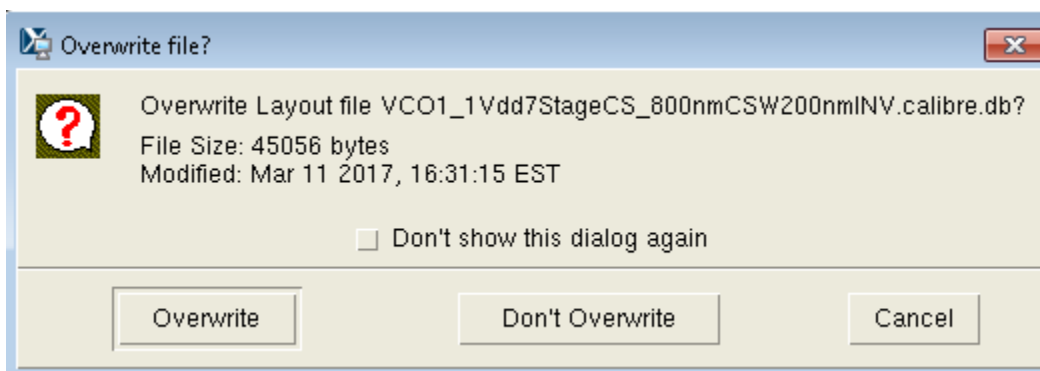 Overwrite file?
Overwrite Layout file VCO1_1Vdd7StageCS_800nmCSW200nmINV.calibre.db?
File Size: 45056 bytes
Modified: Mar 11 2017, 16:31:15 EST
Don't show this dialog again
Overwrite Don't Overwrite Cancel